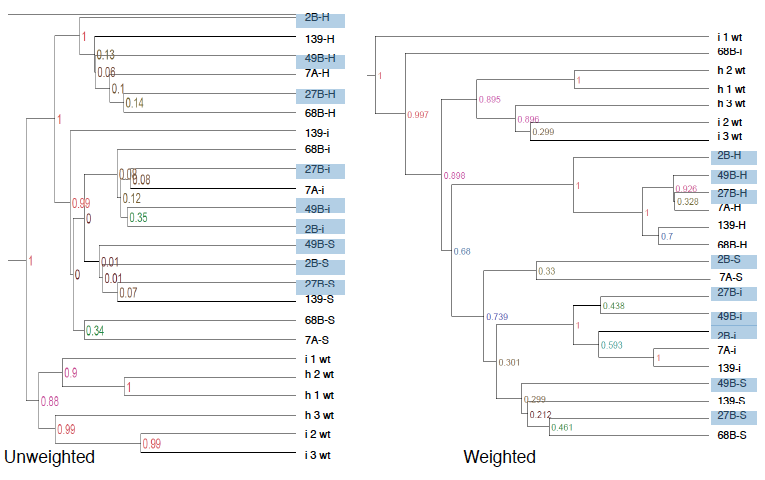 2B-H
139-H
1
0.13
49B-H
0.06
7A-H
0.1
27B-H
0.14
68B-H
1
139-i
68B-i
27B-i
0.08
0.08
7A-i
0.12
0.99
49B-i
0.35
0
2B-i
49B-S
1
0.01
2B-S
0
0.01
27B-S
0.07
139-S
68B-S
0.34
7A-S
i 1 wt
0.9
h 2 wt
1
h 1 wt
0.88
h 3 wt
0.99
i 2 wt
0.99
i 3 wt
Unweighted
i 1 wt
68B-i
h 2 wt
1
1
h 1 wt
0.895
h 3 wt
0.997
0.896
i 2 wt
0.299
i 3 wt
2B-H
0.898
49B-H
1
0.926
27B-H
0.328
7A-H
1
139-H
0.7
68B-H
0.68
2B-S
0.33
7A-S
27B-i
0.438
49B-i
0.739
1
2B-i
0.593
7A-i
1
0.301
139-i
49B-S
0.299
139-S
0.212
27B-S
0.461
68B-S
Weighted